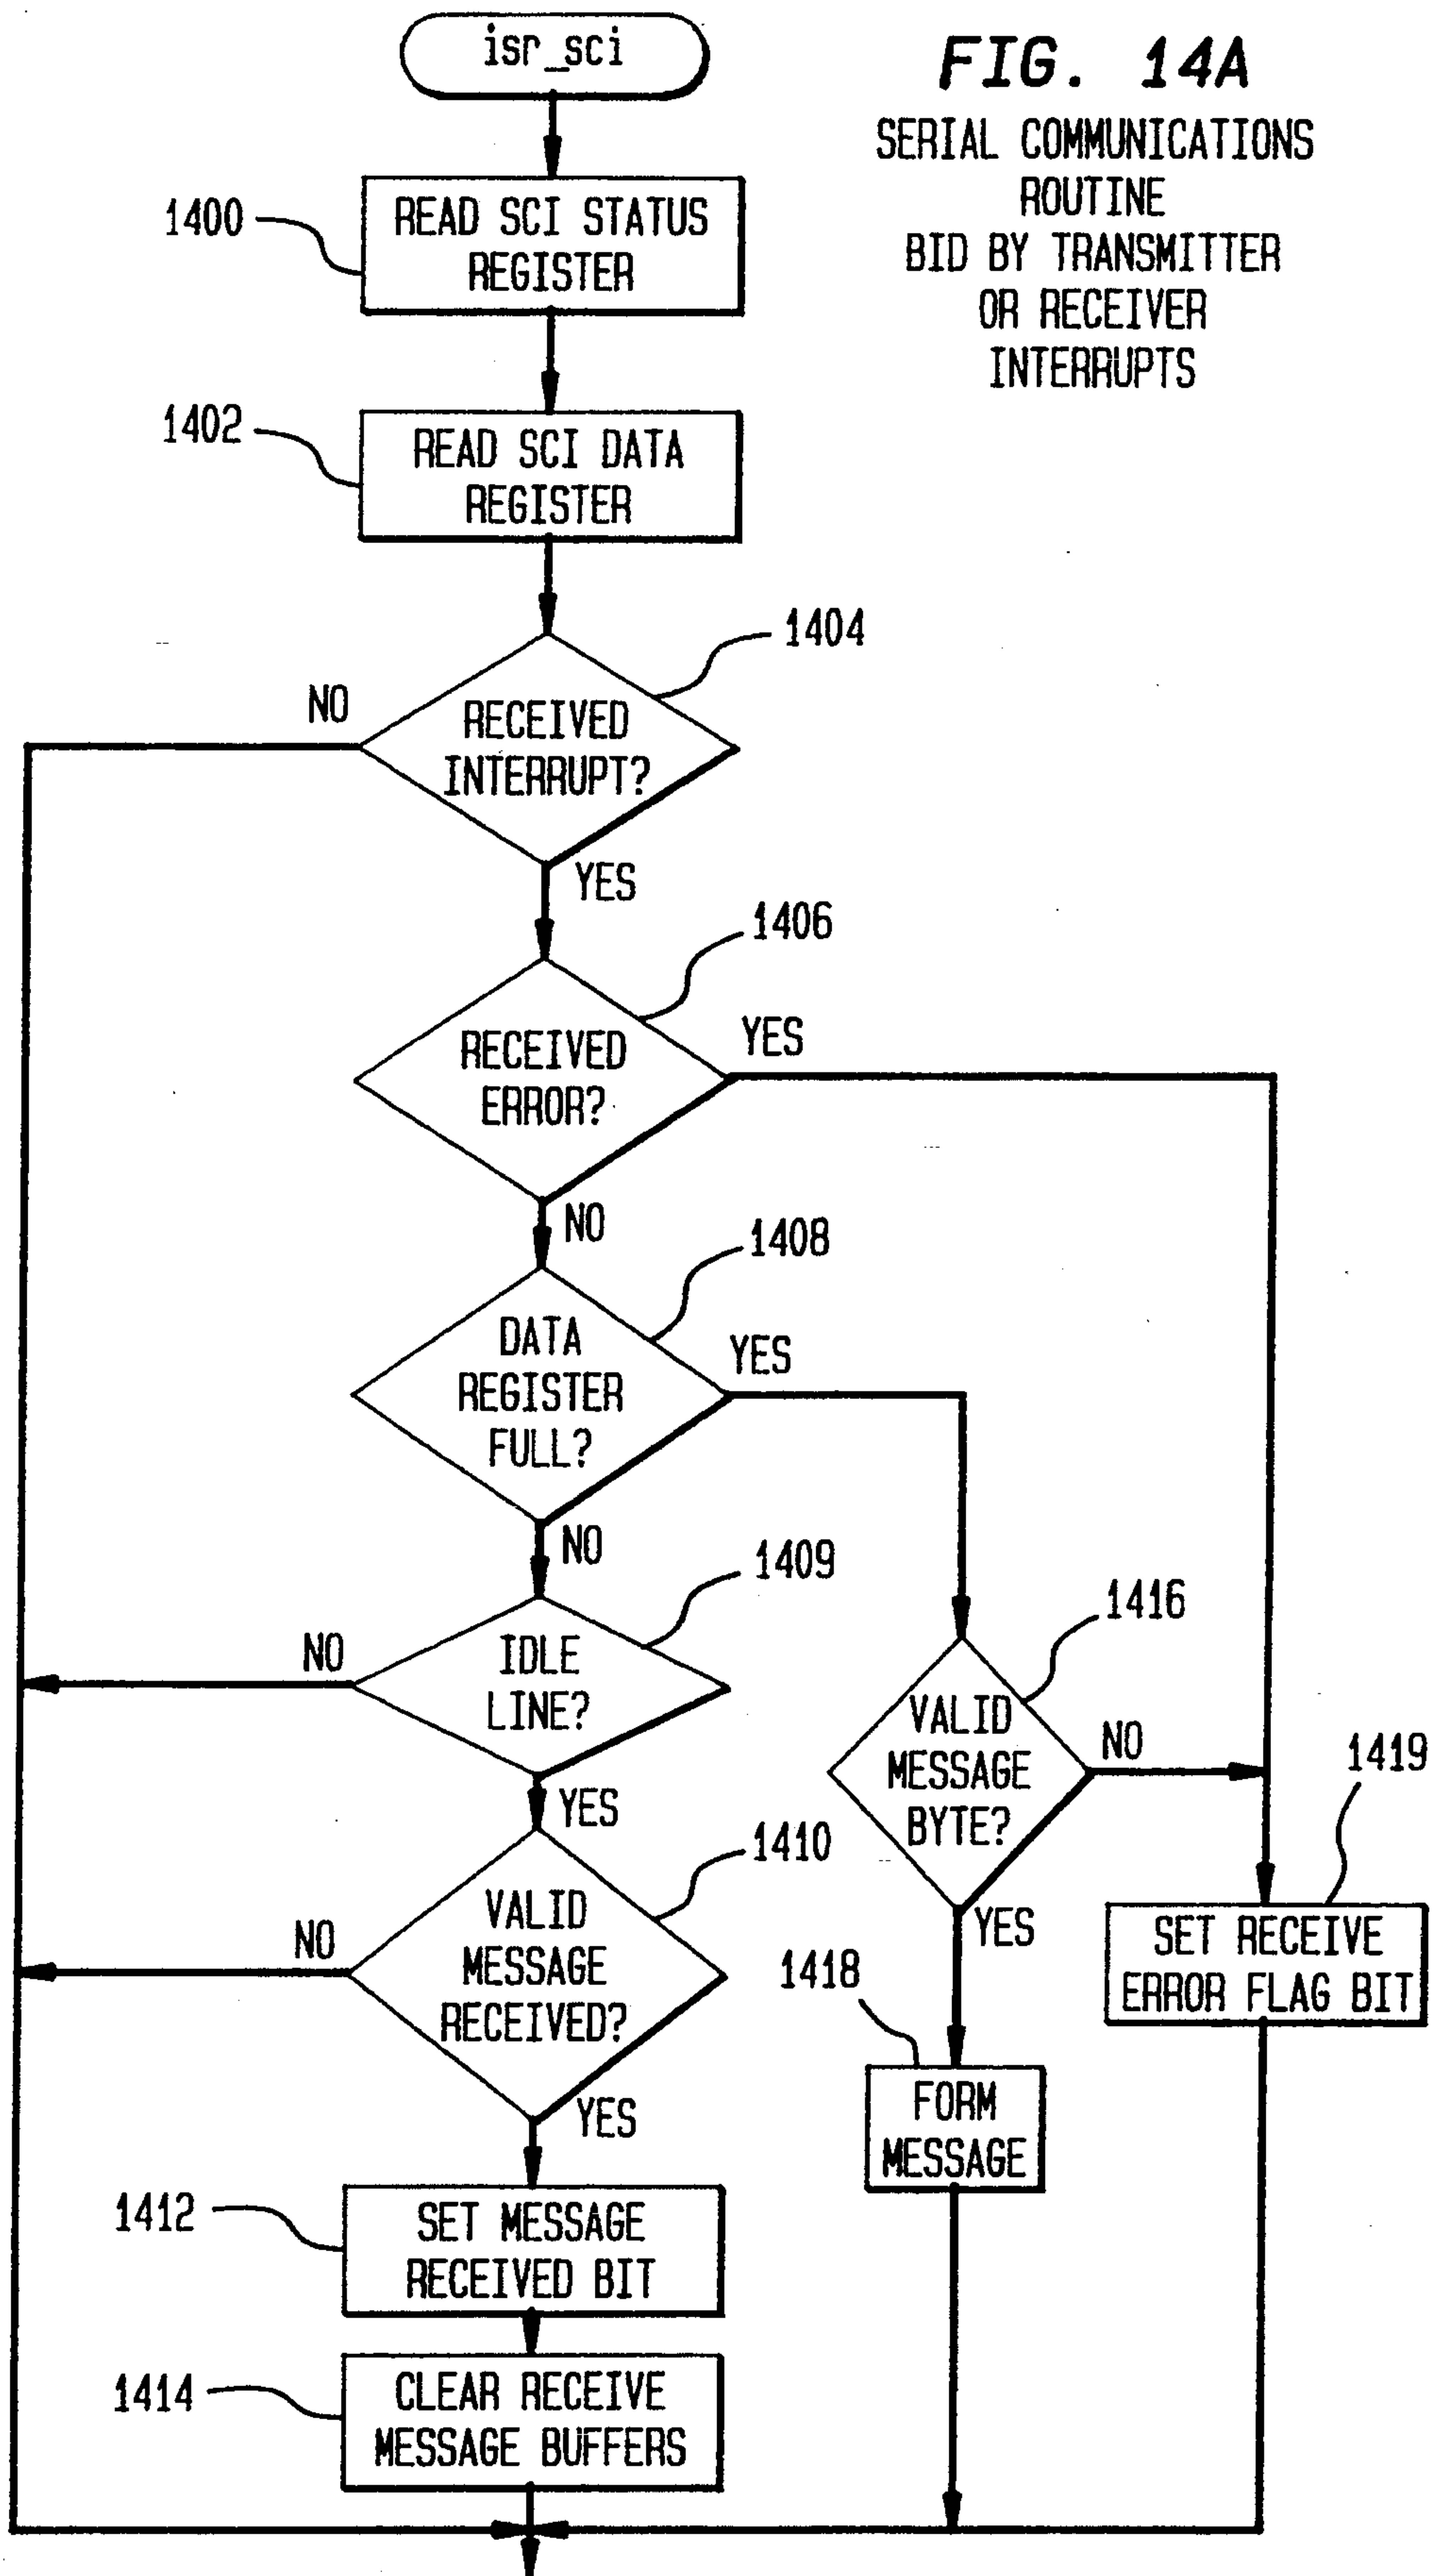 isr_sci
FIG. 14A
SERIAL COMMUNICATIONS
ROUTINE
BID BY TRANSMITTER
OR RECEIVER
INTERRUPTS
1400
READ SCI STATUS
REGISTER
1402
READ SCI DATA
REGISTER
1404
NO
RECEIVED
INTERRUPT?
YES
1406
RECEIVED
ERROR?
YES
NO
1408
DATA
REGISTER
FULL?
YES
NO
1409
IDLE
LINE?
NO
YES
1416
VALID
MESSAGE
BYTE?
NO
YES
1419
SET RECEIVE
ERROR FLAG BIT
1410
VALID
MESSAGE
RECEIVED?
NO
YES
1418
FORM
MESSAGE
1412
SET MESSAGE
RECEIVED BIT
1414
CLEAR RECEIVE
MESSAGE BUFFERS